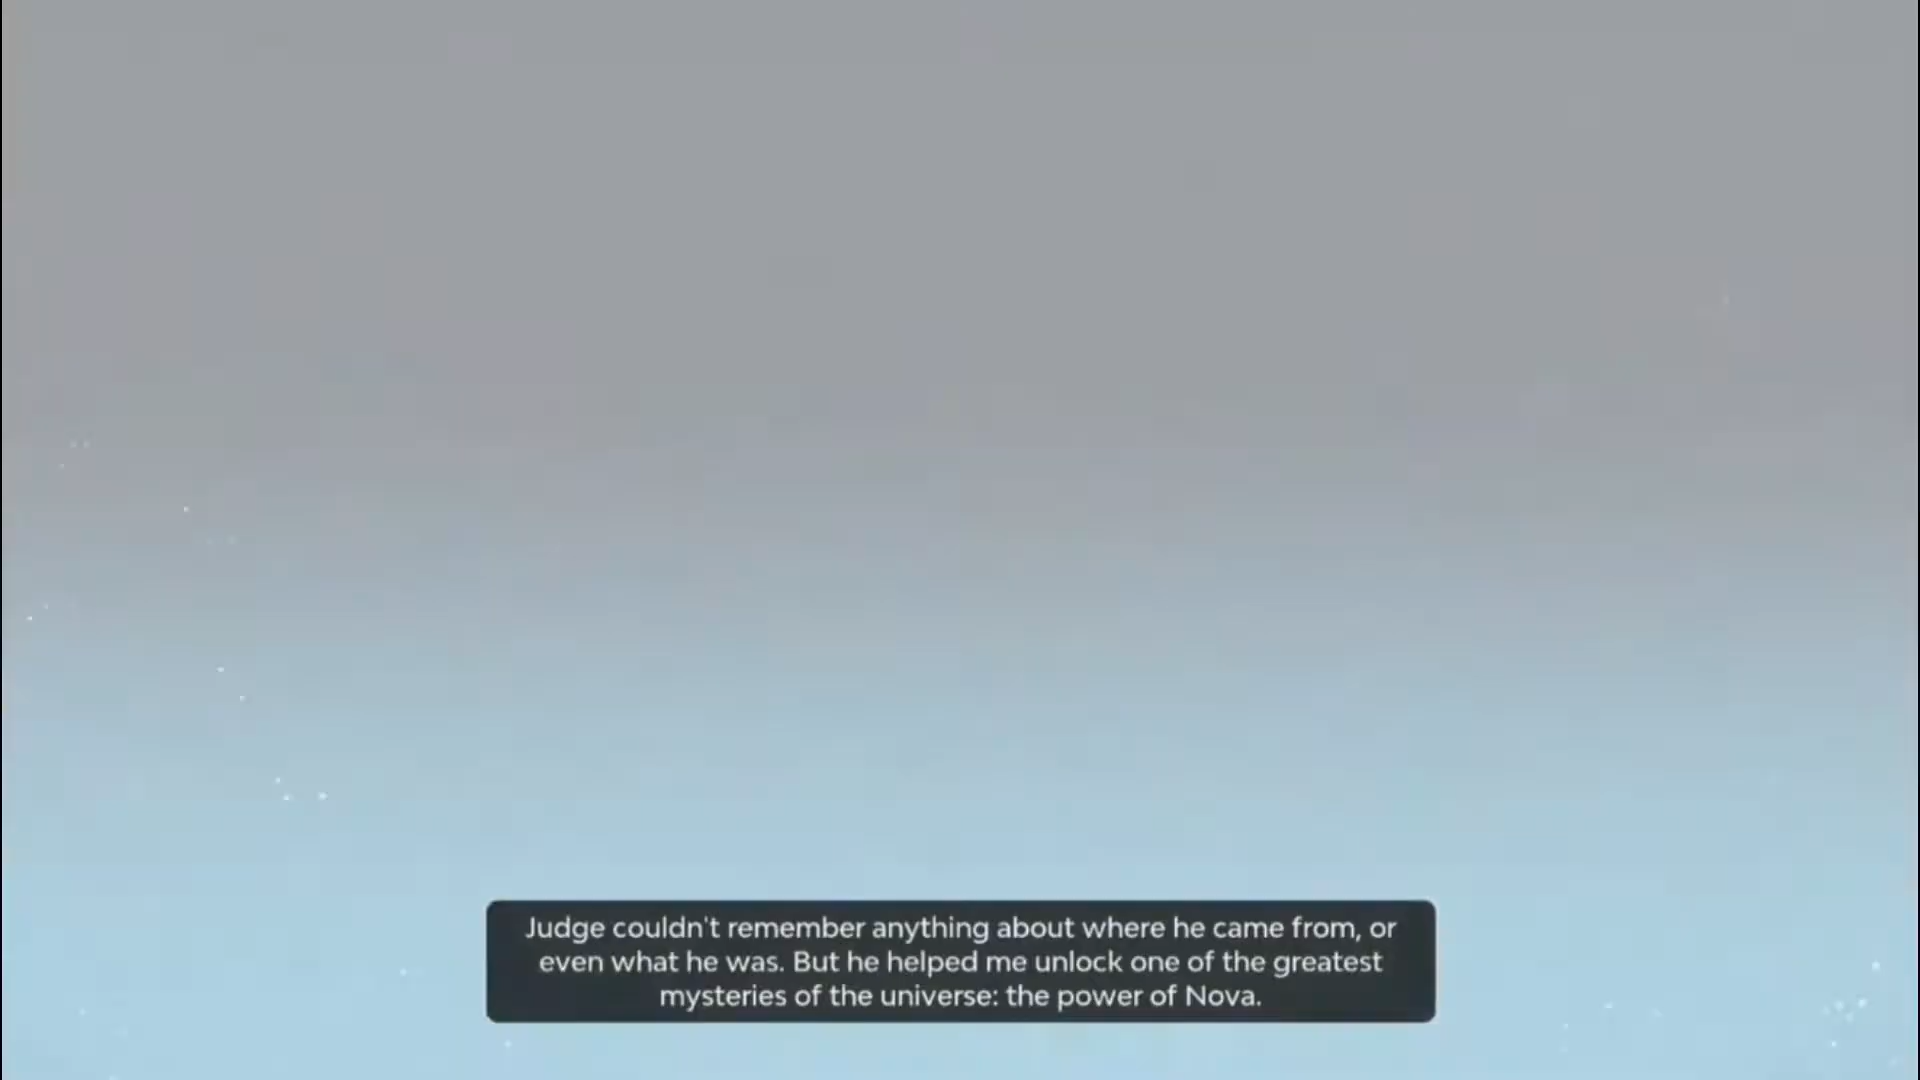 Judge couldn't remember anything about where he came from, or
even what he was. But he helped me unlock one of the greatest
mysteries of the universe: the power of Nova.